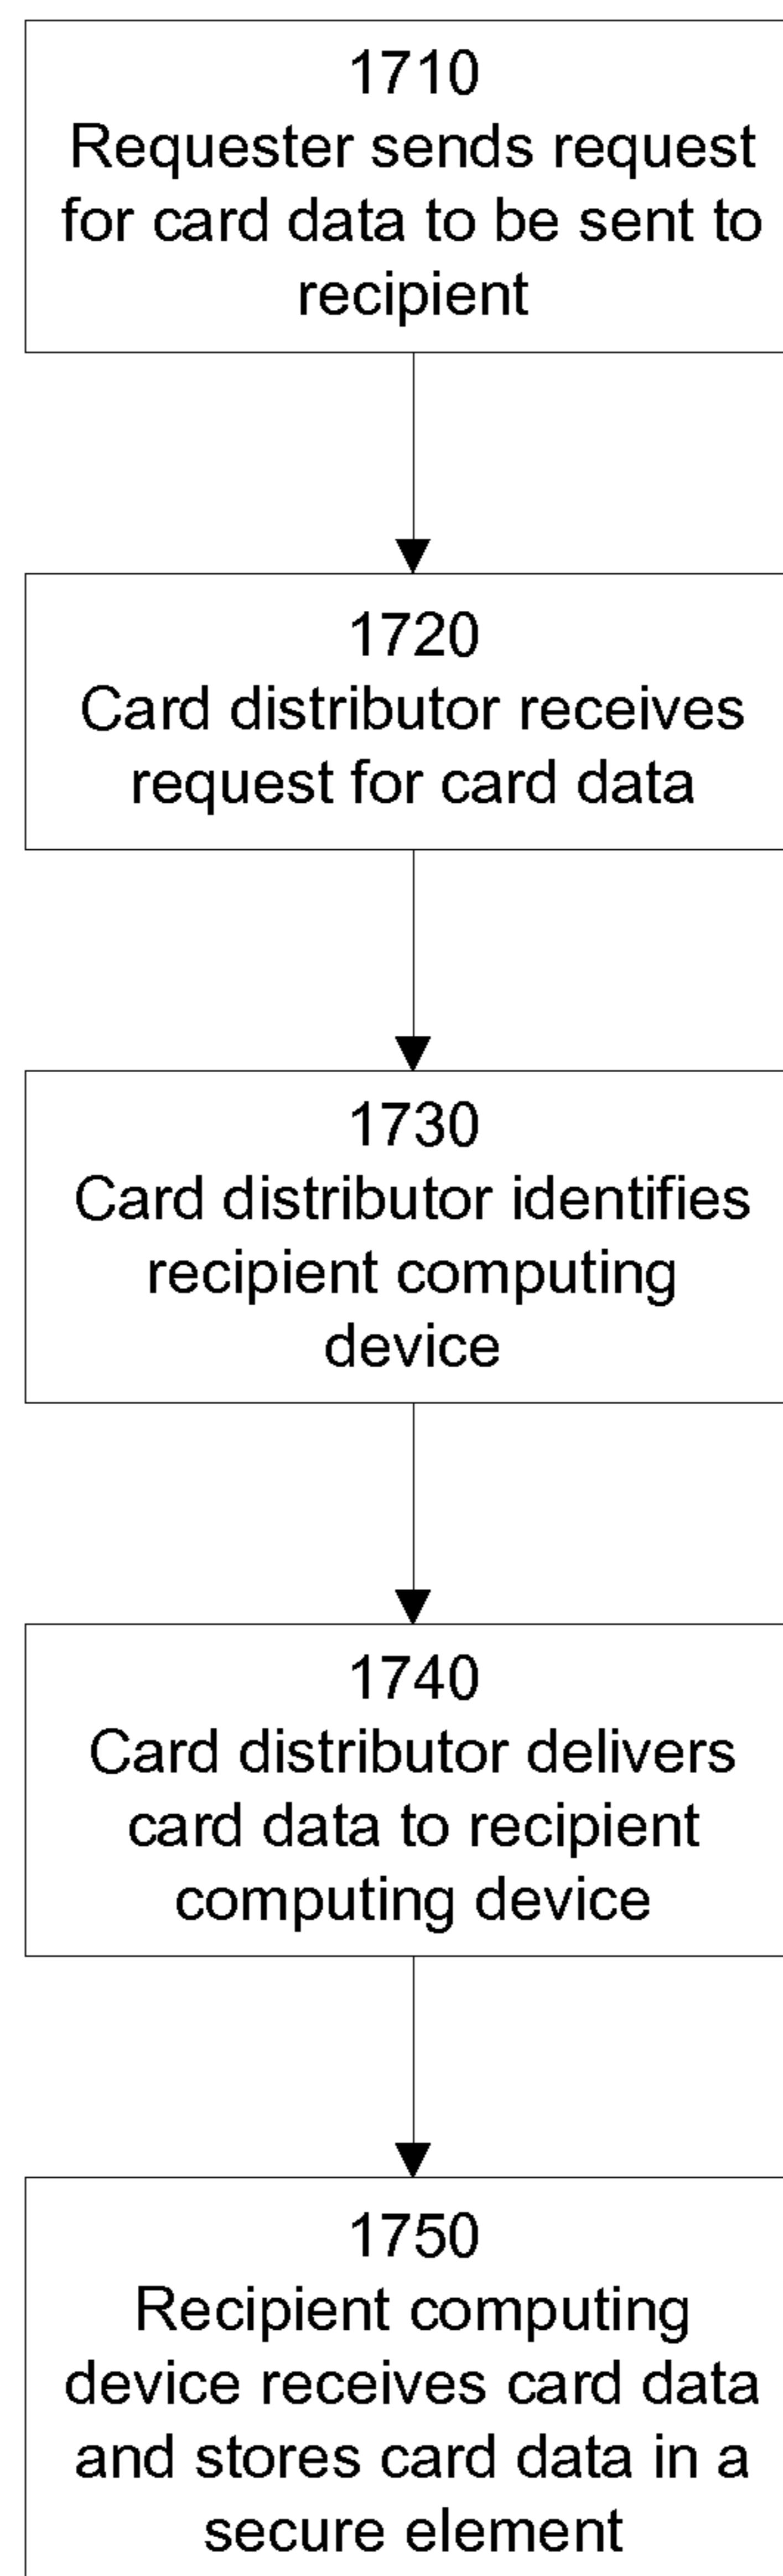 1710
Requester sends request
for card data to be sent to
recipient
1720
Card distributor receives
request for card data
1730
Card distributor identifies
recipient computing
device
1740
Card distributor delivers
card data to recipient
computing device
1750
Recipient computing
device receives card data
and stores card data in a
secure element